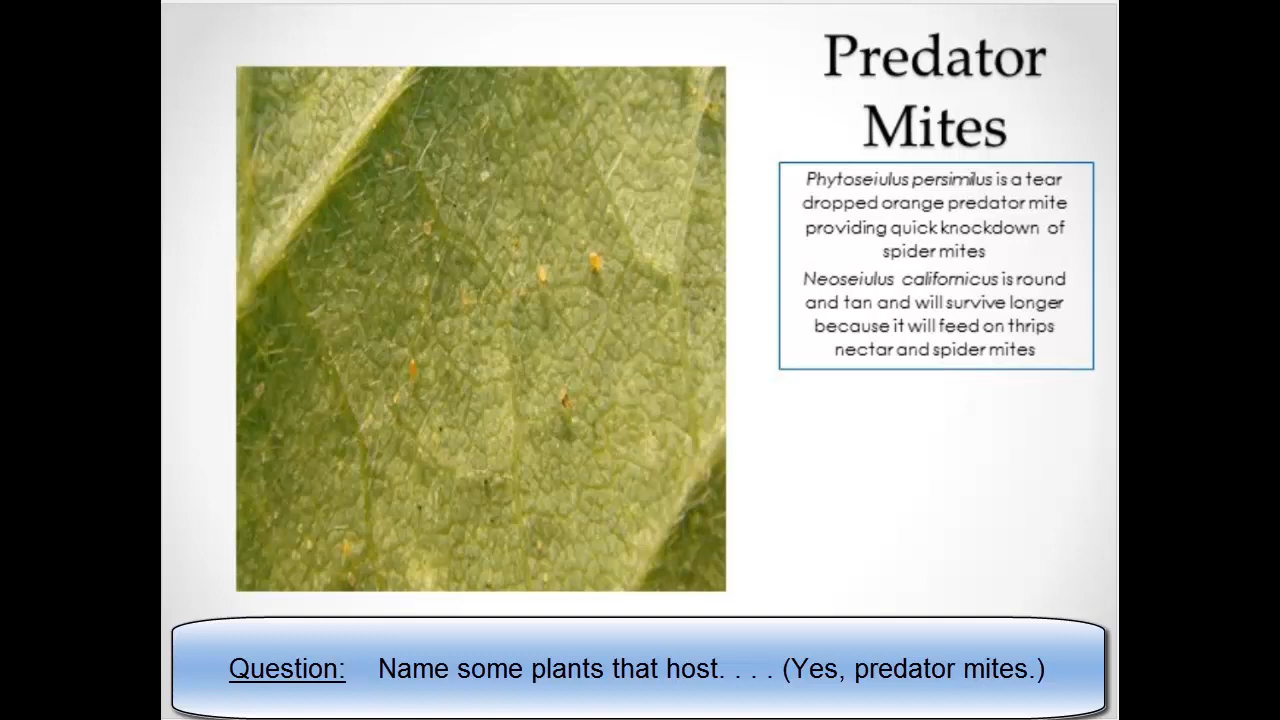 Predator
Mites
Phytoseiulus persimilus is a tear
dropped orange predator mite
providing quick knockdown of
spider mites
Neoseiulus californicus is round
and tan and will survive longer
because it will feed on thrips
nectar and spider mites
Question: Name some plants that host. . . . (Yes, predator mites.)